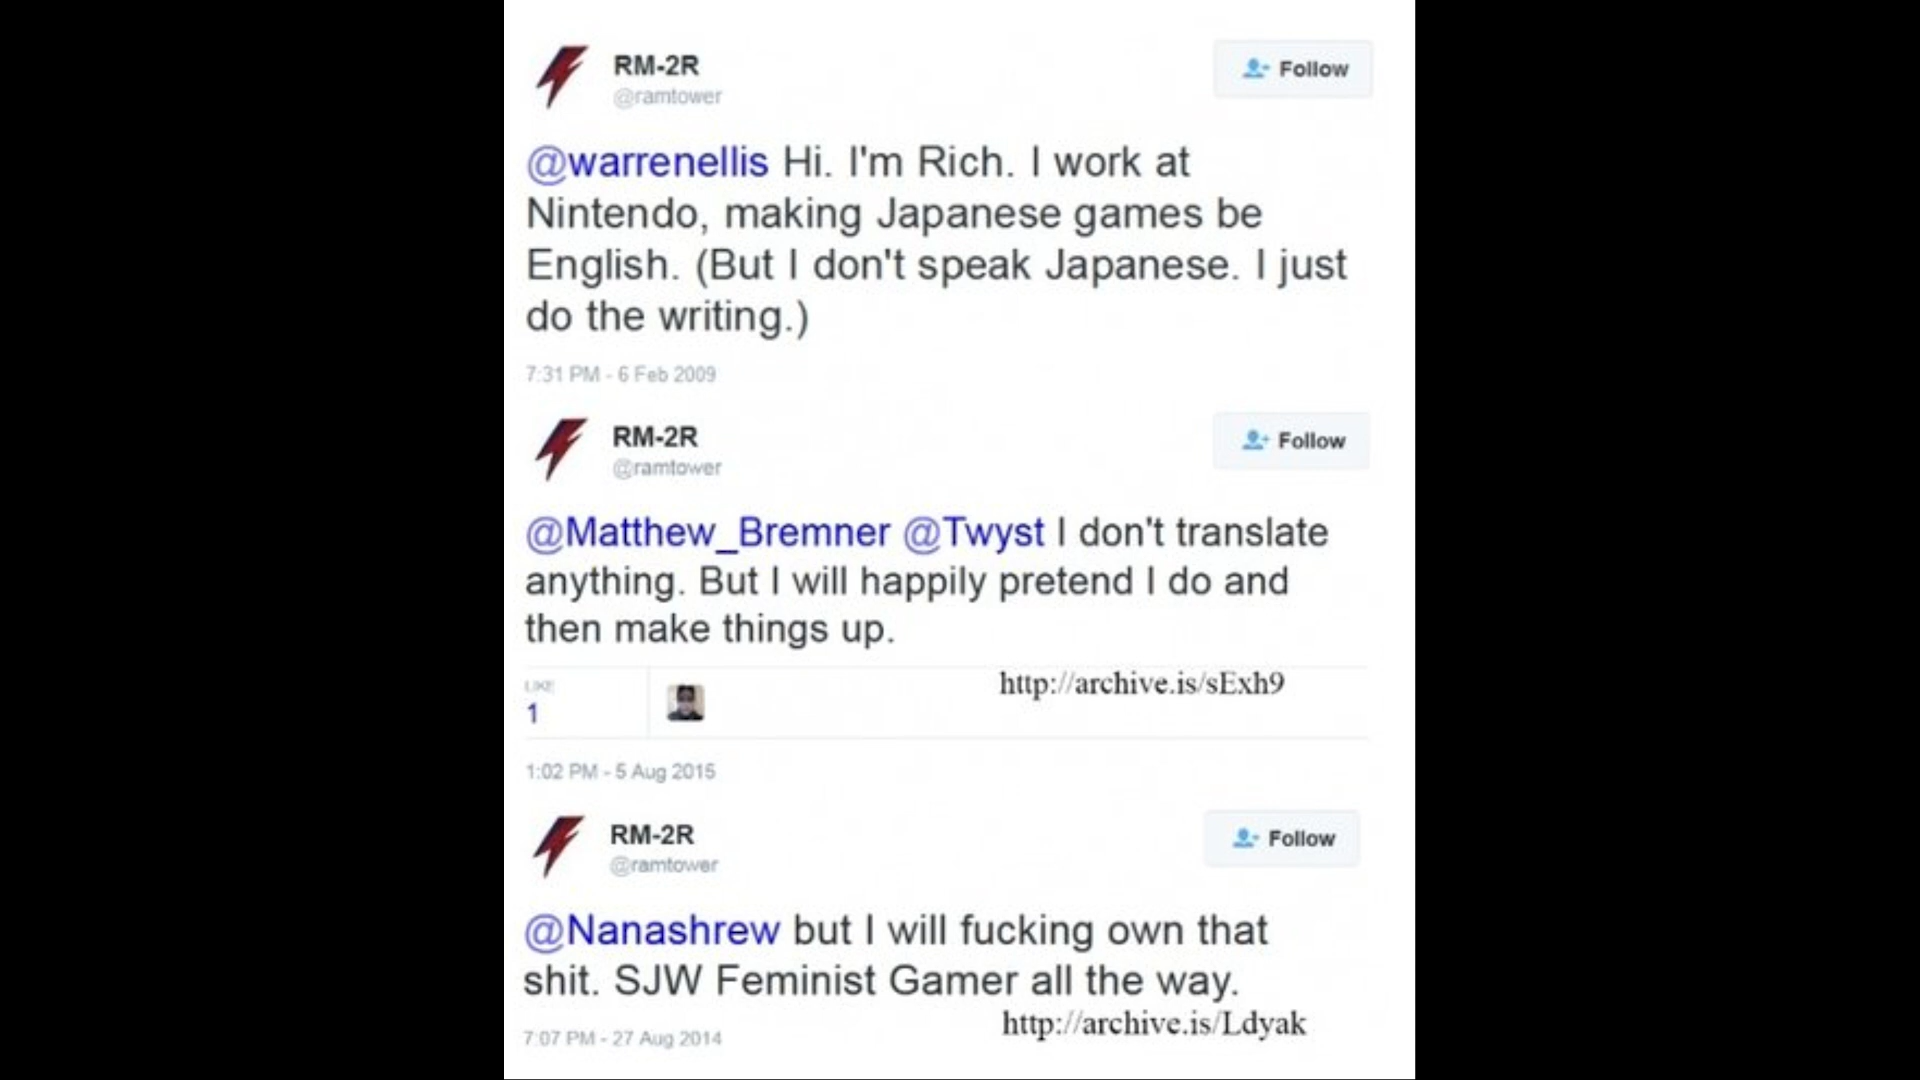 RM-2R
@ramtower
Follow
@warrenellis Hi. I'm Rich. I work at
Nintendo, making Japanese games be
English. (But I don't speak Japanese. I just
do the writing.)
7:31 PM - 6 Feb 2009
RM-2R
@ramtower
Follow
@Matthew_Bremner @Twyst I don't translate
anything. But I will happily pretend I do and
then make things up.
LIKE
1
http://archive.is/sExh9
1:02 PM - 5 Aug 2015
RM-2R
@ramtower
Follow
@Nanashrew but I will fucking own that
shit. SJW Feminist Gamer all the way.
http://archive.is/Ldyak
7:07 PM - 27 Aug 2014